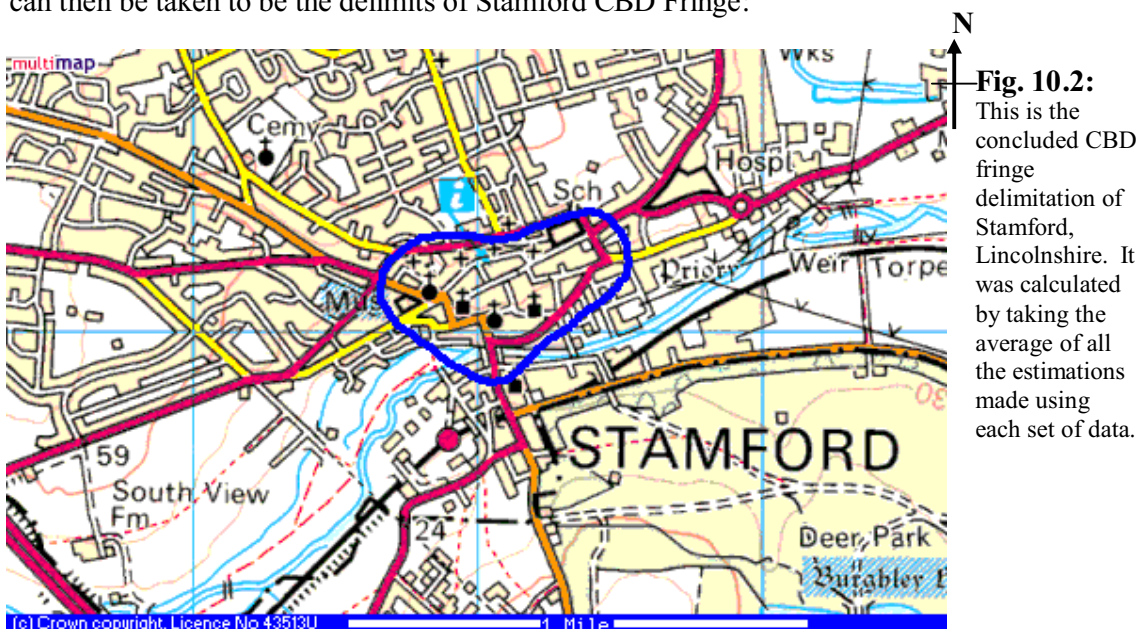 can then be taken to be the delimits of Stamford CBD Fringe:
N
multimap
Wks
Fig. 10.2:
This is the
concluded CBD
fringe
delimitation of
Stamford,
Lincolnshire. It
was calculated
by taking the
average of all
the estimations
made using
each set of data.
Cemy
Hospl
i
Sch
Priory
Weir
Torpe
Mus
30
STAMFORD
59
South View
Fm
24
Deer Park
Burghley
(c) Crown copyright. Licence No 43513U
1 Mile